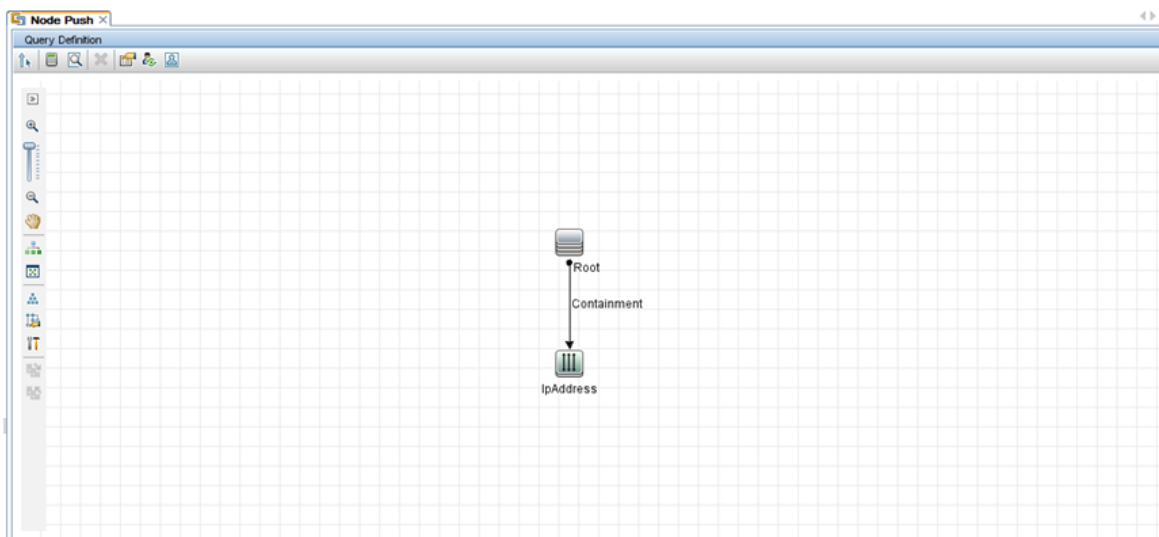 Node Push
Query Definition
Root
Containment
IpAddress